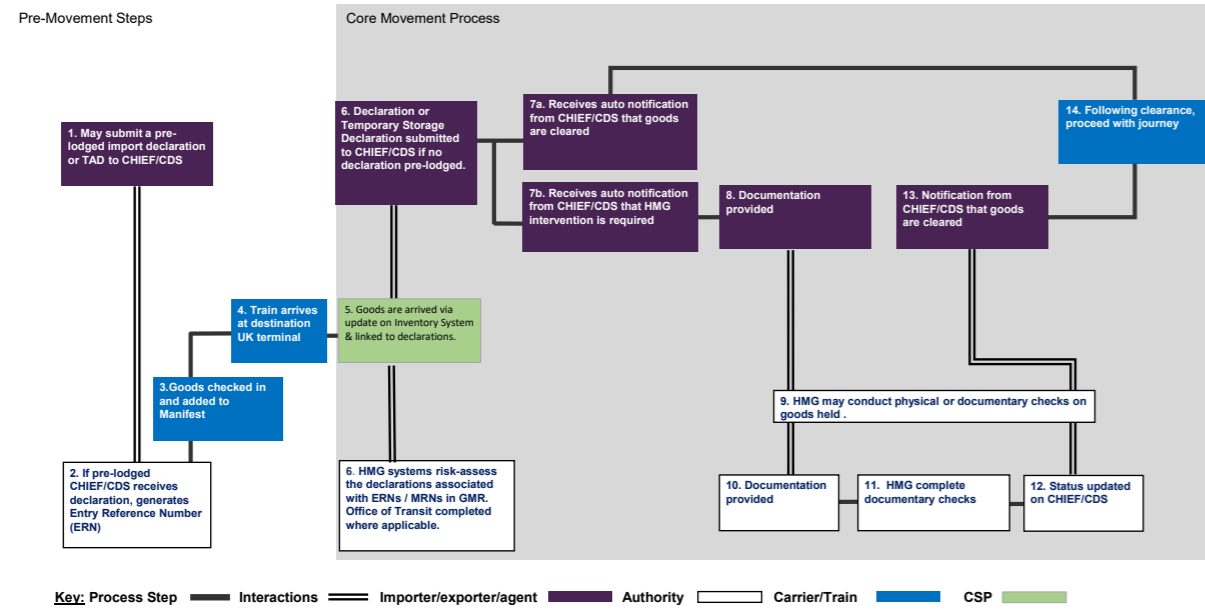 Pre-Movement Steps
Core Movement Process
1. May submit a pre-
lodged import declaration
or TAD to CHIEF/CDS
2. If pre-lodged
CHIEF/CDS receives
declaration, generates
Entry Reference Number
(ERN)
3.Goods checked in
and added to
Manifest
4. Train arrives
at destination
UK terminal
5. Goods are arrived via
update on Inventory System
& linked to declarations.
6. Declaration or
Temporary Storage
Declaration submitted
to CHIEF/CDS if no
declaration pre-lodged.
6. HMG systems risk-assess
the declarations associated
with ERNs / MRNs in GMR.
Office of Transit completed
where applicable.
7a. Receives auto notification
from CHIEF/CDS that goods
are cleared
7b. Receives auto notification
from CHIEF/CDS that HMG
intervention is required
8. Documentation
provided
9. HMG may conduct physical or documentary checks on
goods held .
10. Documentation
provided
11. HMG complete
documentary checks
12. Status updated
on CHIEF/CDS
13. Notification from
CHIEF/CDS that goods
are cleared
14. Following clearance,
proceed with journey
Key: Process Step Interactions Importer/exporter/agent Authority Carrier/Train CSP